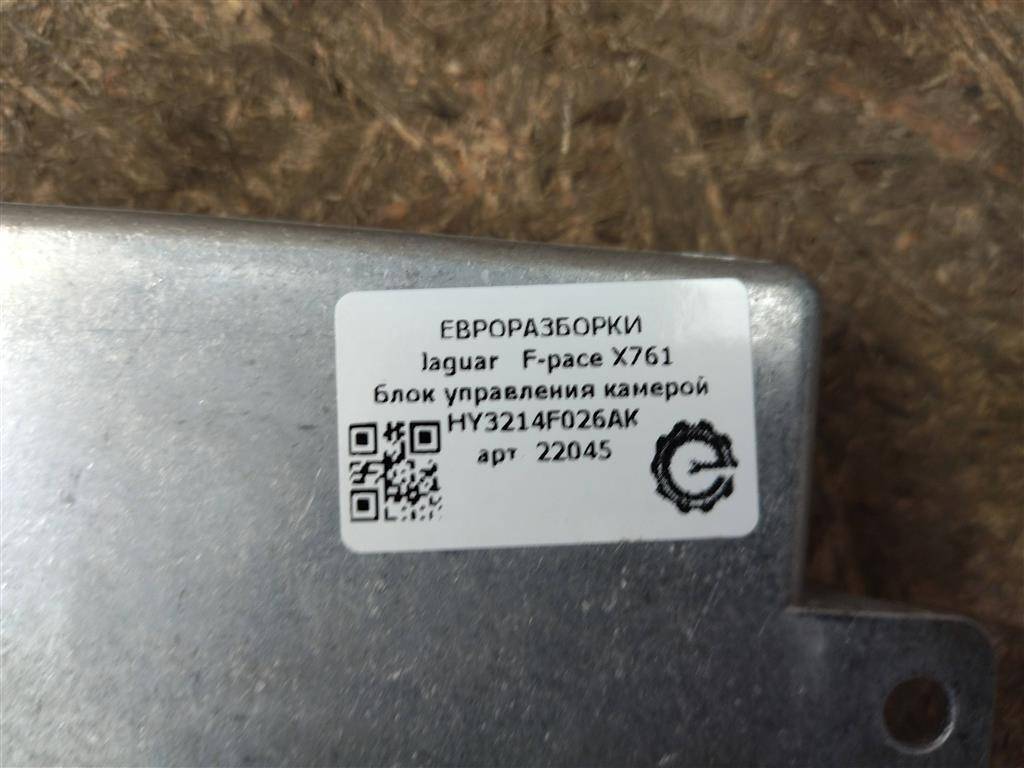 ЕВРОРАЗБОРКИ
Jaguar F-pace X761
блок управления камерой
HY3214F026AK
арт 22045